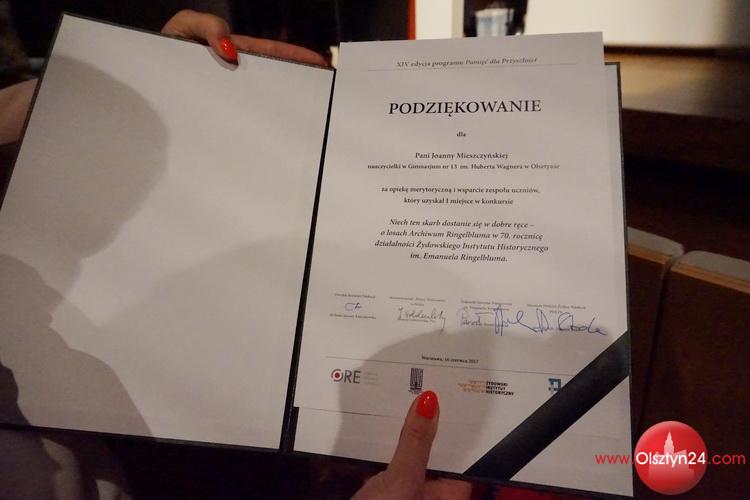 XIV edycja programu Pamięć dla Przyszłości
PODZIĘKOWANIE
dla
Pani Joanny Mieszczyńskiej
nauczycielki w Gimnazjum nr 13 im. Huberta Wagnera w Olsztynie
za opiekę merytoryczną i wsparcie zespołu uczniów,
który uzyskał I miejsce w konkursie
Niech ten skarb dostanie się w dobre ręce –
o losach Archiwum Ringelbluma w 70. rocznicę
działalności Żydowskiego Instytutu Historycznego
im. Emanuela Ringelbluma.
Warszawa, 10 czerwca 2017
ORE
ŻYDOWSKI
INSTYTUT
HISTORYCZNY
www.Olsztyn24.com